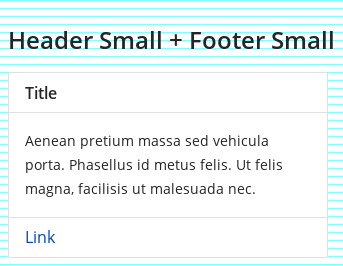 Header Small + Footer Small
Title
Aenean pretium massa sed vehicula
porta. Phasellus id metus felis. Ut felis
magna, facilisis ut malesuada nec.
Link